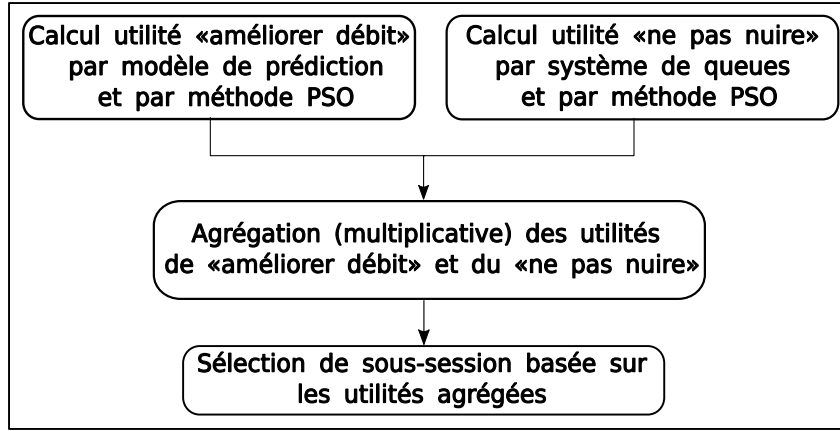 Calcul utilité «améliorer débit»
par modèle de prédiction
et par méthode PSO
Calcul utilité «ne pas nuire»
par système de queues
et par méthode PSO
Agrégation (multiplicative) des utilités
de «améliorer débit» et du «ne pas nuire»
Sélection de sous-session basée sur
les utilités agrégées